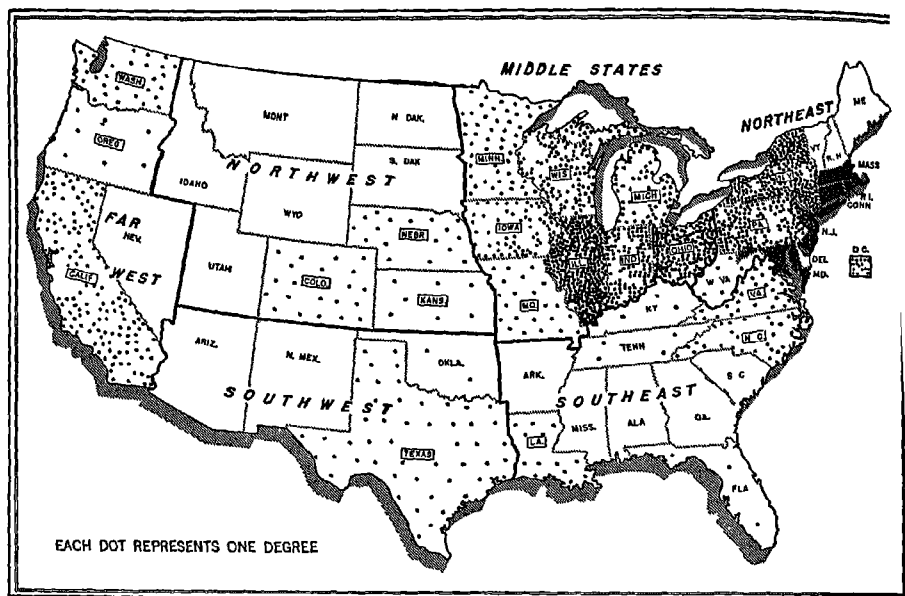 MIDDLE STATES
NORTHEAST
NORTHWEST
FAR
WEST
SOUTHWEST
SOUTHEAST
WASH.
OREG
CALIF
NEV.
IDAHO
MONT
WYO
UTAH
COLO.
ARIZ.
N. MEX.
N DAK.
S. DAK
NEBR
KANS
OKLA.
TEXAS
MINN
IOWA
MO.
ARK.
LA.
WIS
MICH
ILL
IND
OHIO
KY
TENN
MISS.
ALA
GA.
FLA
S C
N C
VA.
W VA
PA.
ME
VT
N.H
MASS
R.I.
CONN
N.J.
DEL
MD.
D C.
EACH DOT REPRESENTS ONE DEGREE